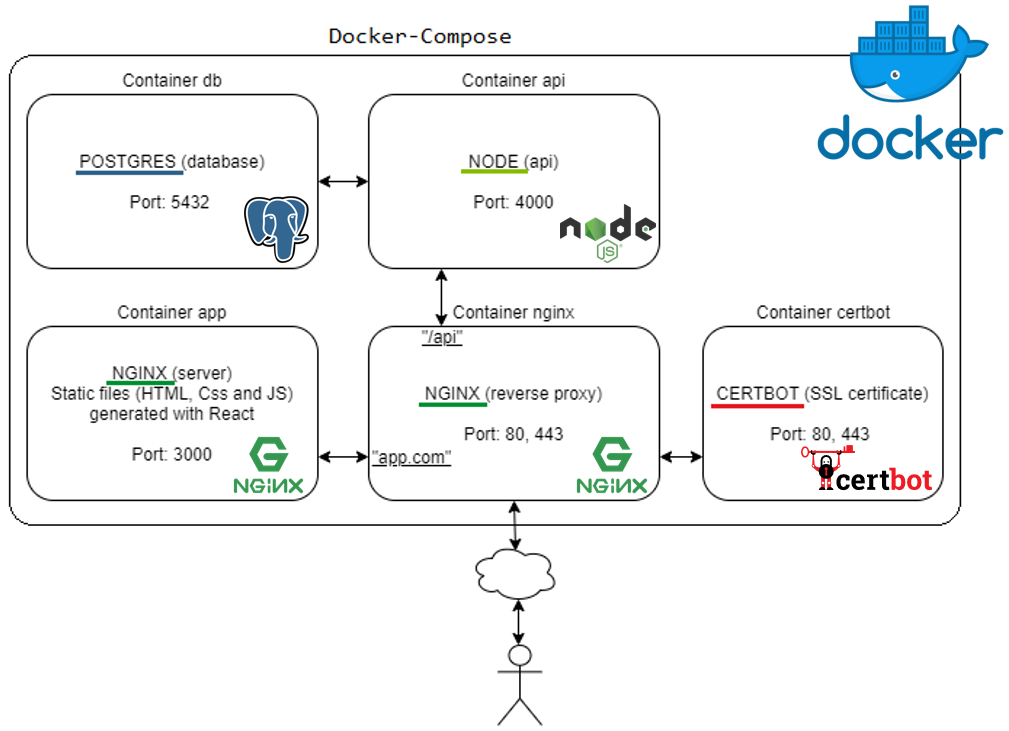 Docker-Compose
docker
Container db
POSTGRES (database)
Port: 5432
Container api
NODE (api)
Port: 4000
node
JS
Container app
NGINX (server)
Static files (HTML, Css and JS)
generated with React
Port: 3000
NGINX
Container nginx
"/api"
NGINX (reverse proxy)
Port: 80, 443
"app.com"
NGINX
Container certbot
CERTBOT (SSL certificate)
Port: 80, 443
certbot